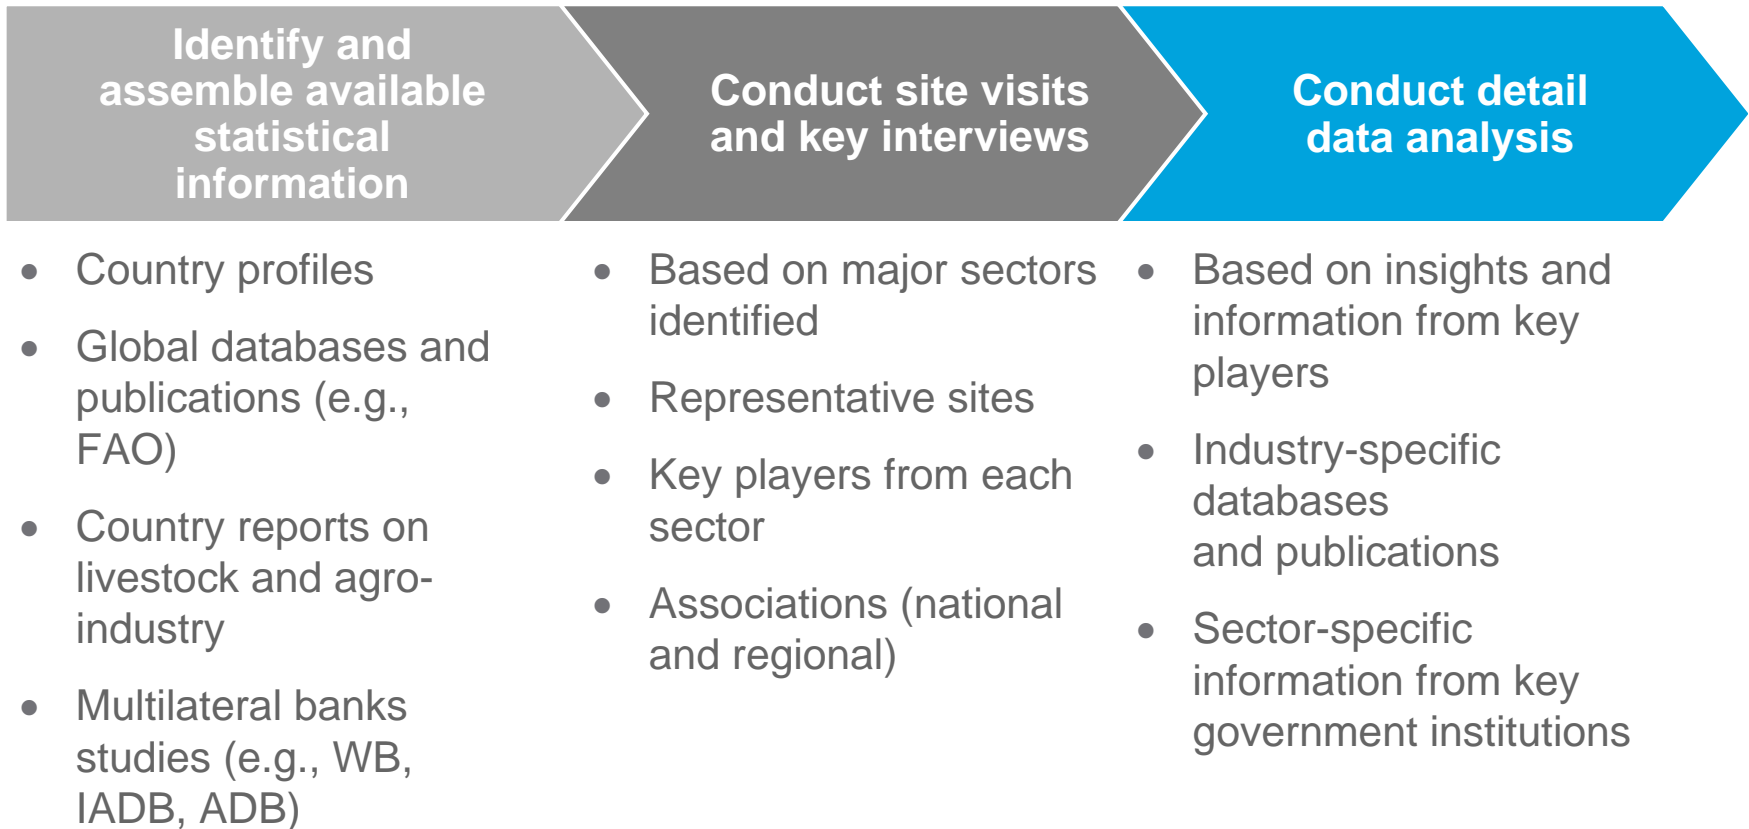 Identify and
assemble available
statistical
information
Conduct site visits
and key interviews
Conduct detail
data analysis
• Country profiles
• Global databases and
publications (e.g.,
FAO)
• Country reports on
livestock and agro-
industry
• Multilateral banks
studies (e.g., WB,
IADB, ADB)
• Based on major sectors
identified
• Representative sites
• Key players from each
sector
• Associations (national
and regional)
• Based on insights and
information from key
players
• Industry-specific
databases
and publications
• Sector-specific
information from key
government institutions